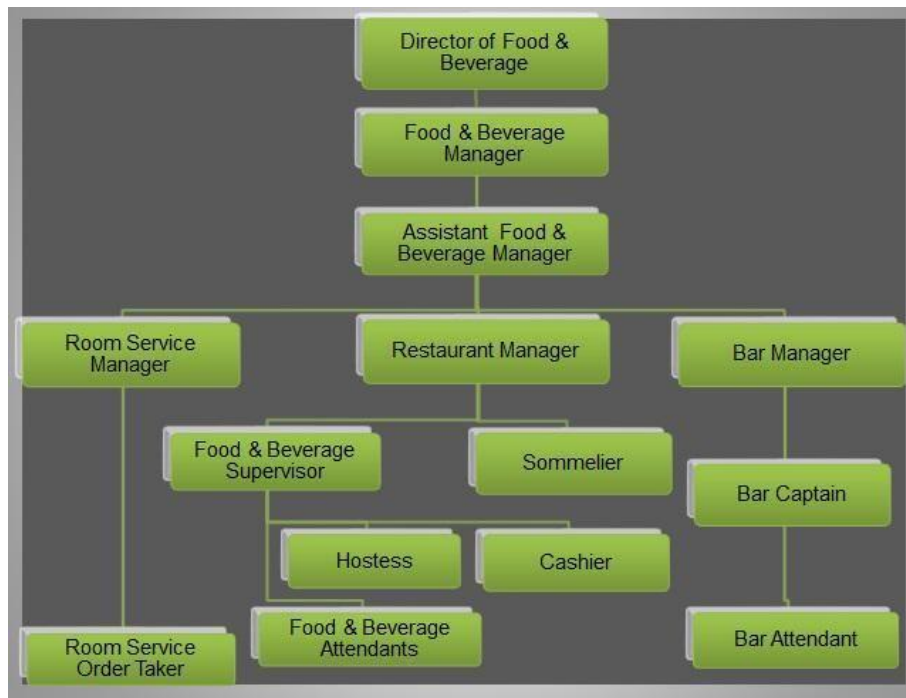 Director of Food &
Beverage
Food & Beverage
Manager
Assistant Food &
Beverage Manager
Room Service
Manager
Restaurant Manager
Bar Manager
Food & Beverage
Supervisor
Sommelier
Bar Captain
Hostess
Cashier
Food & Beverage
Attendants
Bar Attendant
Room Service
Order Taker